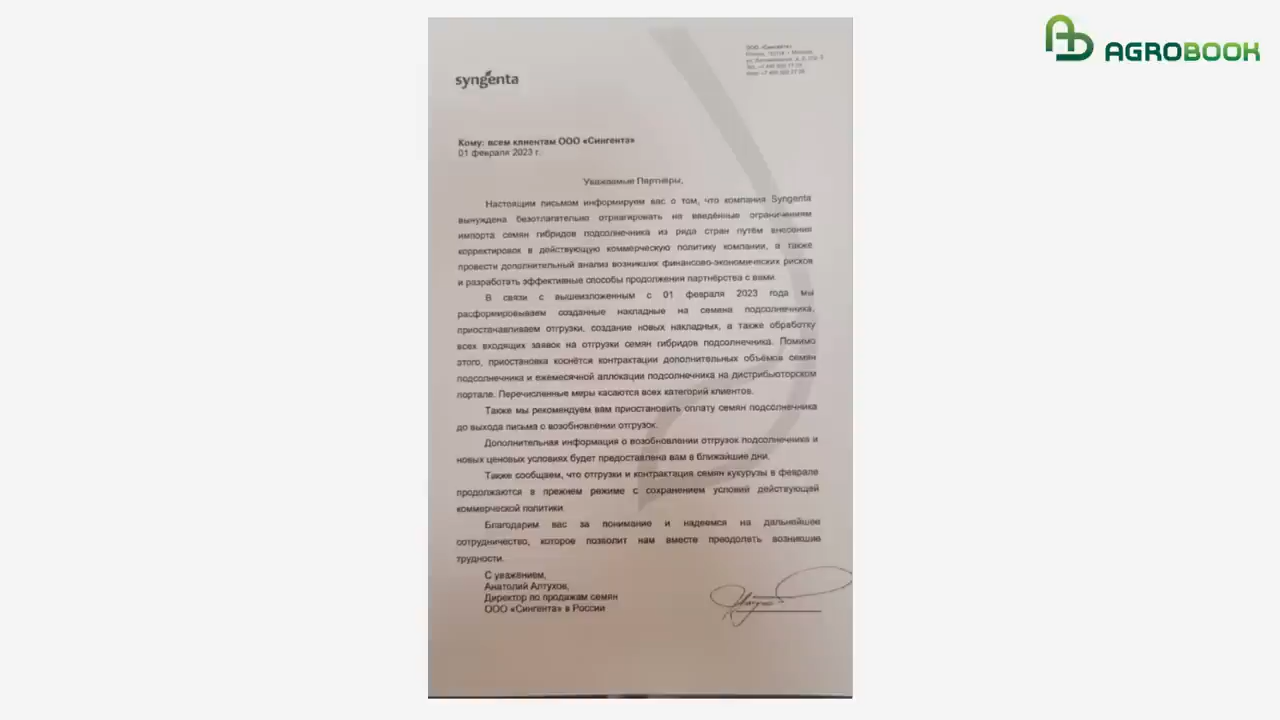 AGROBOOK
ООО «Сингента»
syngenta
Кому: всем клиентам ООО «Сингента»
01 февраля 2023 г.
Уважаемые Партнёры,
Настоящим письмом информируем вас о том, что компания Syngenta
вынуждена безотлагательно отреагировать на введённые ограничениям
импорта семян гибридов подсолнечника из ряда стран путём внесения
корректировок в действующую коммерческую политику компании, а также
провести дополнительный анализ возникших финансово-экономических рисков
и разработать эффективные способы продолжения партнёрства с вами.
В связи с вышеизложенным с 01 февраля 2023 года мы
расформировываем созданные накладные на семена подсолнечника,
приостанавливаем отгрузки, создание новых накладных, а также обработку
всех входящих заявок на отгрузки семян гибридов подсолнечника. Помимо
этого, приостановка коснётся контрактации дополнительных объёмов семян
подсолнечника и ежемесячной аллокации подсолнечника на дистрибьюторском
портале. Перечисленные меры касаются всех категорий клиентов.
Также мы рекомендуем вам приостановить оплату семян подсолнечника
до выхода письма о возобновлении отгрузок.
Дополнительная информация о возобновлении отгрузок подсолнечника и
новых ценовых условиях будет предоставлена вам в ближайшие дни.
Также сообщаем, что отгрузки и контрактация семян кукурузы в феврале
продолжаются в прежнем режиме с сохранением условий действующей
коммерческой политики.
Благодарим вас за понимание и надеемся на дальнейшее
сотрудничество, которое позволит нам вместе преодолеть возникшие
трудности.
С уважением,
Анатолий Алтухов,
Директор по продажам семян
ООО «Сингента» в России